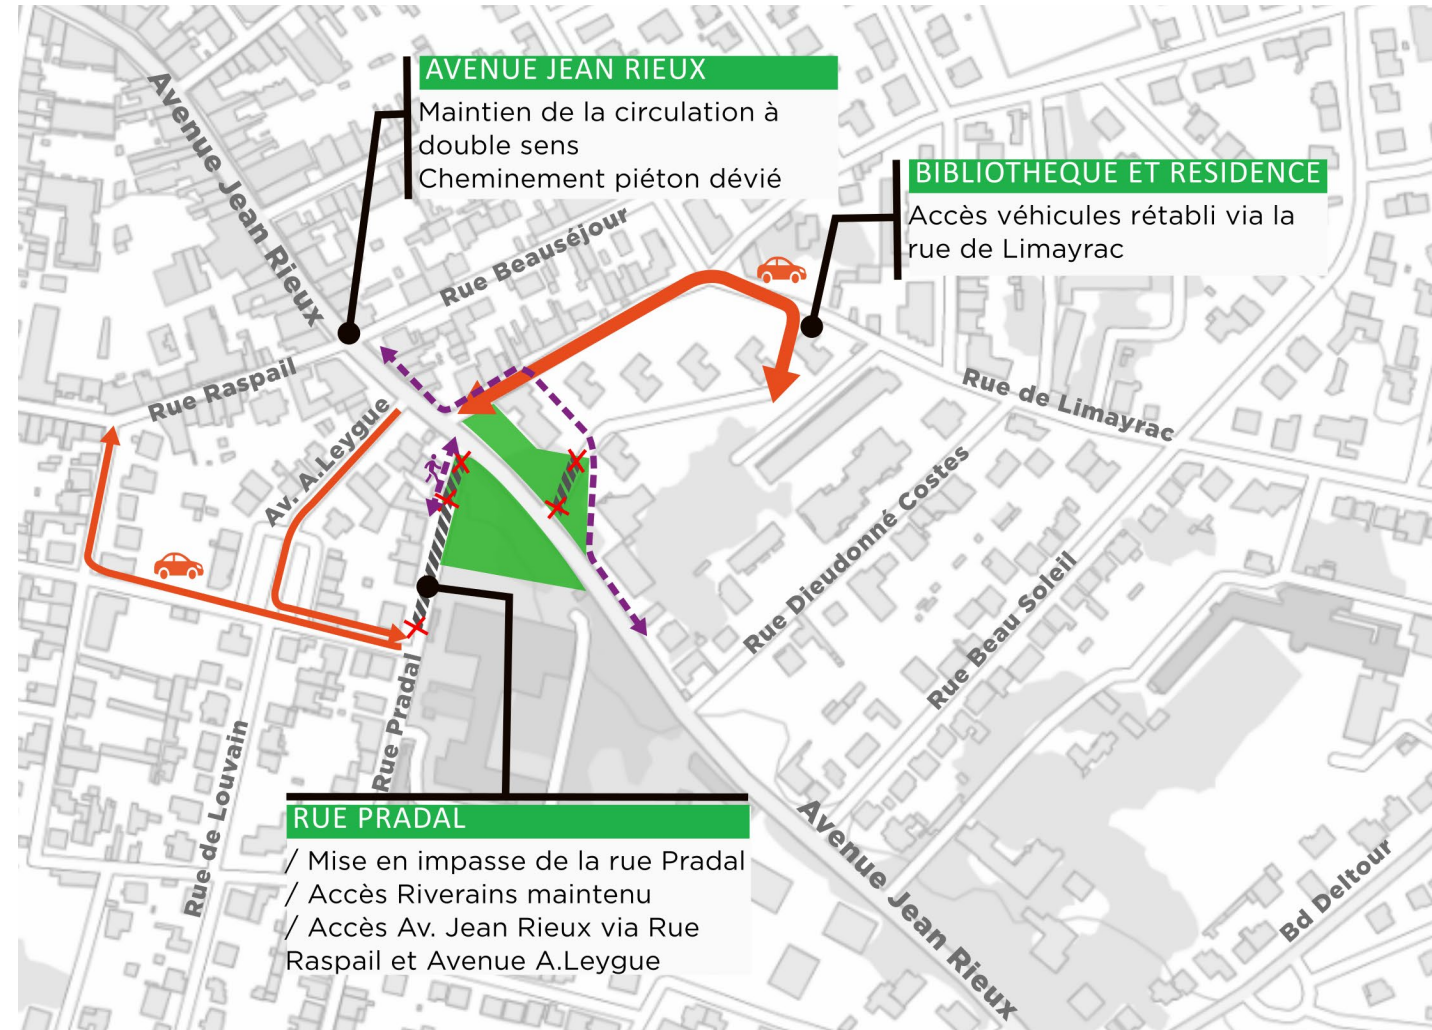 AVENUE JEAN RIEUX
Maintien de la circulation à
double sens
Cheminement piéton dévié
BIBLIOTHEQUE ET RESIDENCE
Accès véhicules rétabli via la
rue de Limayrac
Avenue Jean Rieux
Rue Beauséjour
Rue Raspail
Av. A.Leygue
Rue de Limayrac
Rue Dieudonné Costes
Rue Beau Soleil
Rue Pradal
Rue de Louvain
Avenue Jean Rieux
Bd Deltour
RUE PRADAL
/ Mise en impasse de la rue Pradal
/ Accès Riverains maintenu
/ Accès Av. Jean Rieux via Rue
Raspail et Avenue A.Leygue